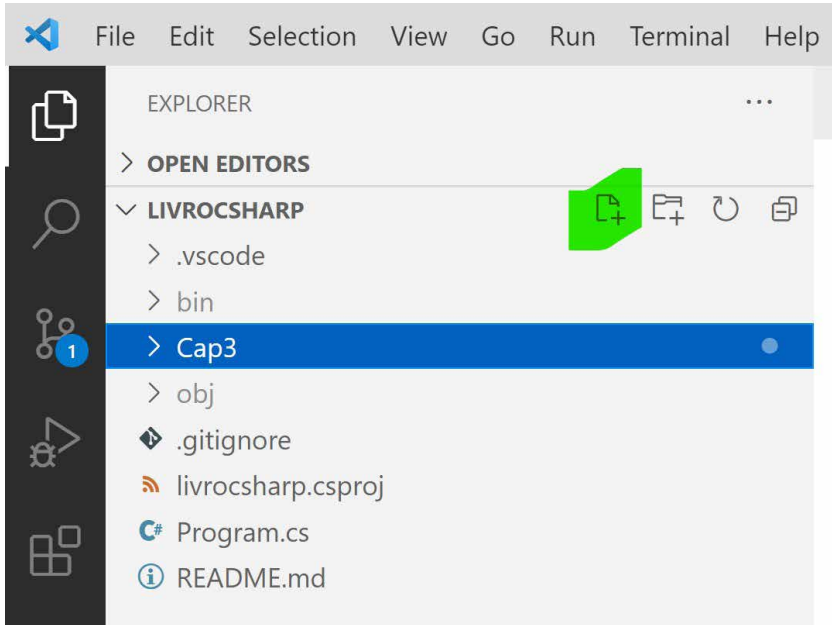 File Edit Selection View Go Run Terminal Help
EXPLORER
OPEN EDITORS
LIVROCSHARP
.vscode
bin
1
Cap3
obj
.gitignore
livrocsharp.csproj
C# Program.cs
README.md